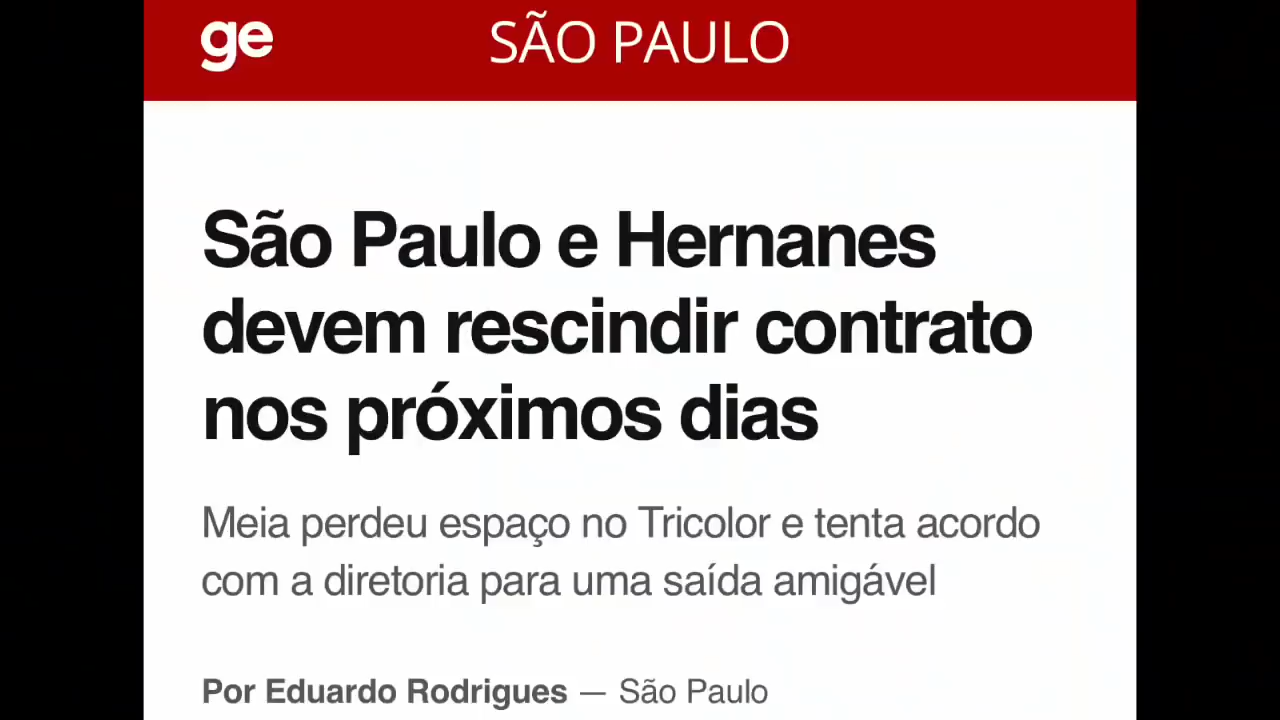 ge SÃO PAULO
São Paulo e Hernanes
devem rescindir contrato
nos próximos dias
Meia perdeu espaço no Tricolor e tenta acordo
com a diretoria para uma saída amigável
Por Eduardo Rodrigues — São Paulo